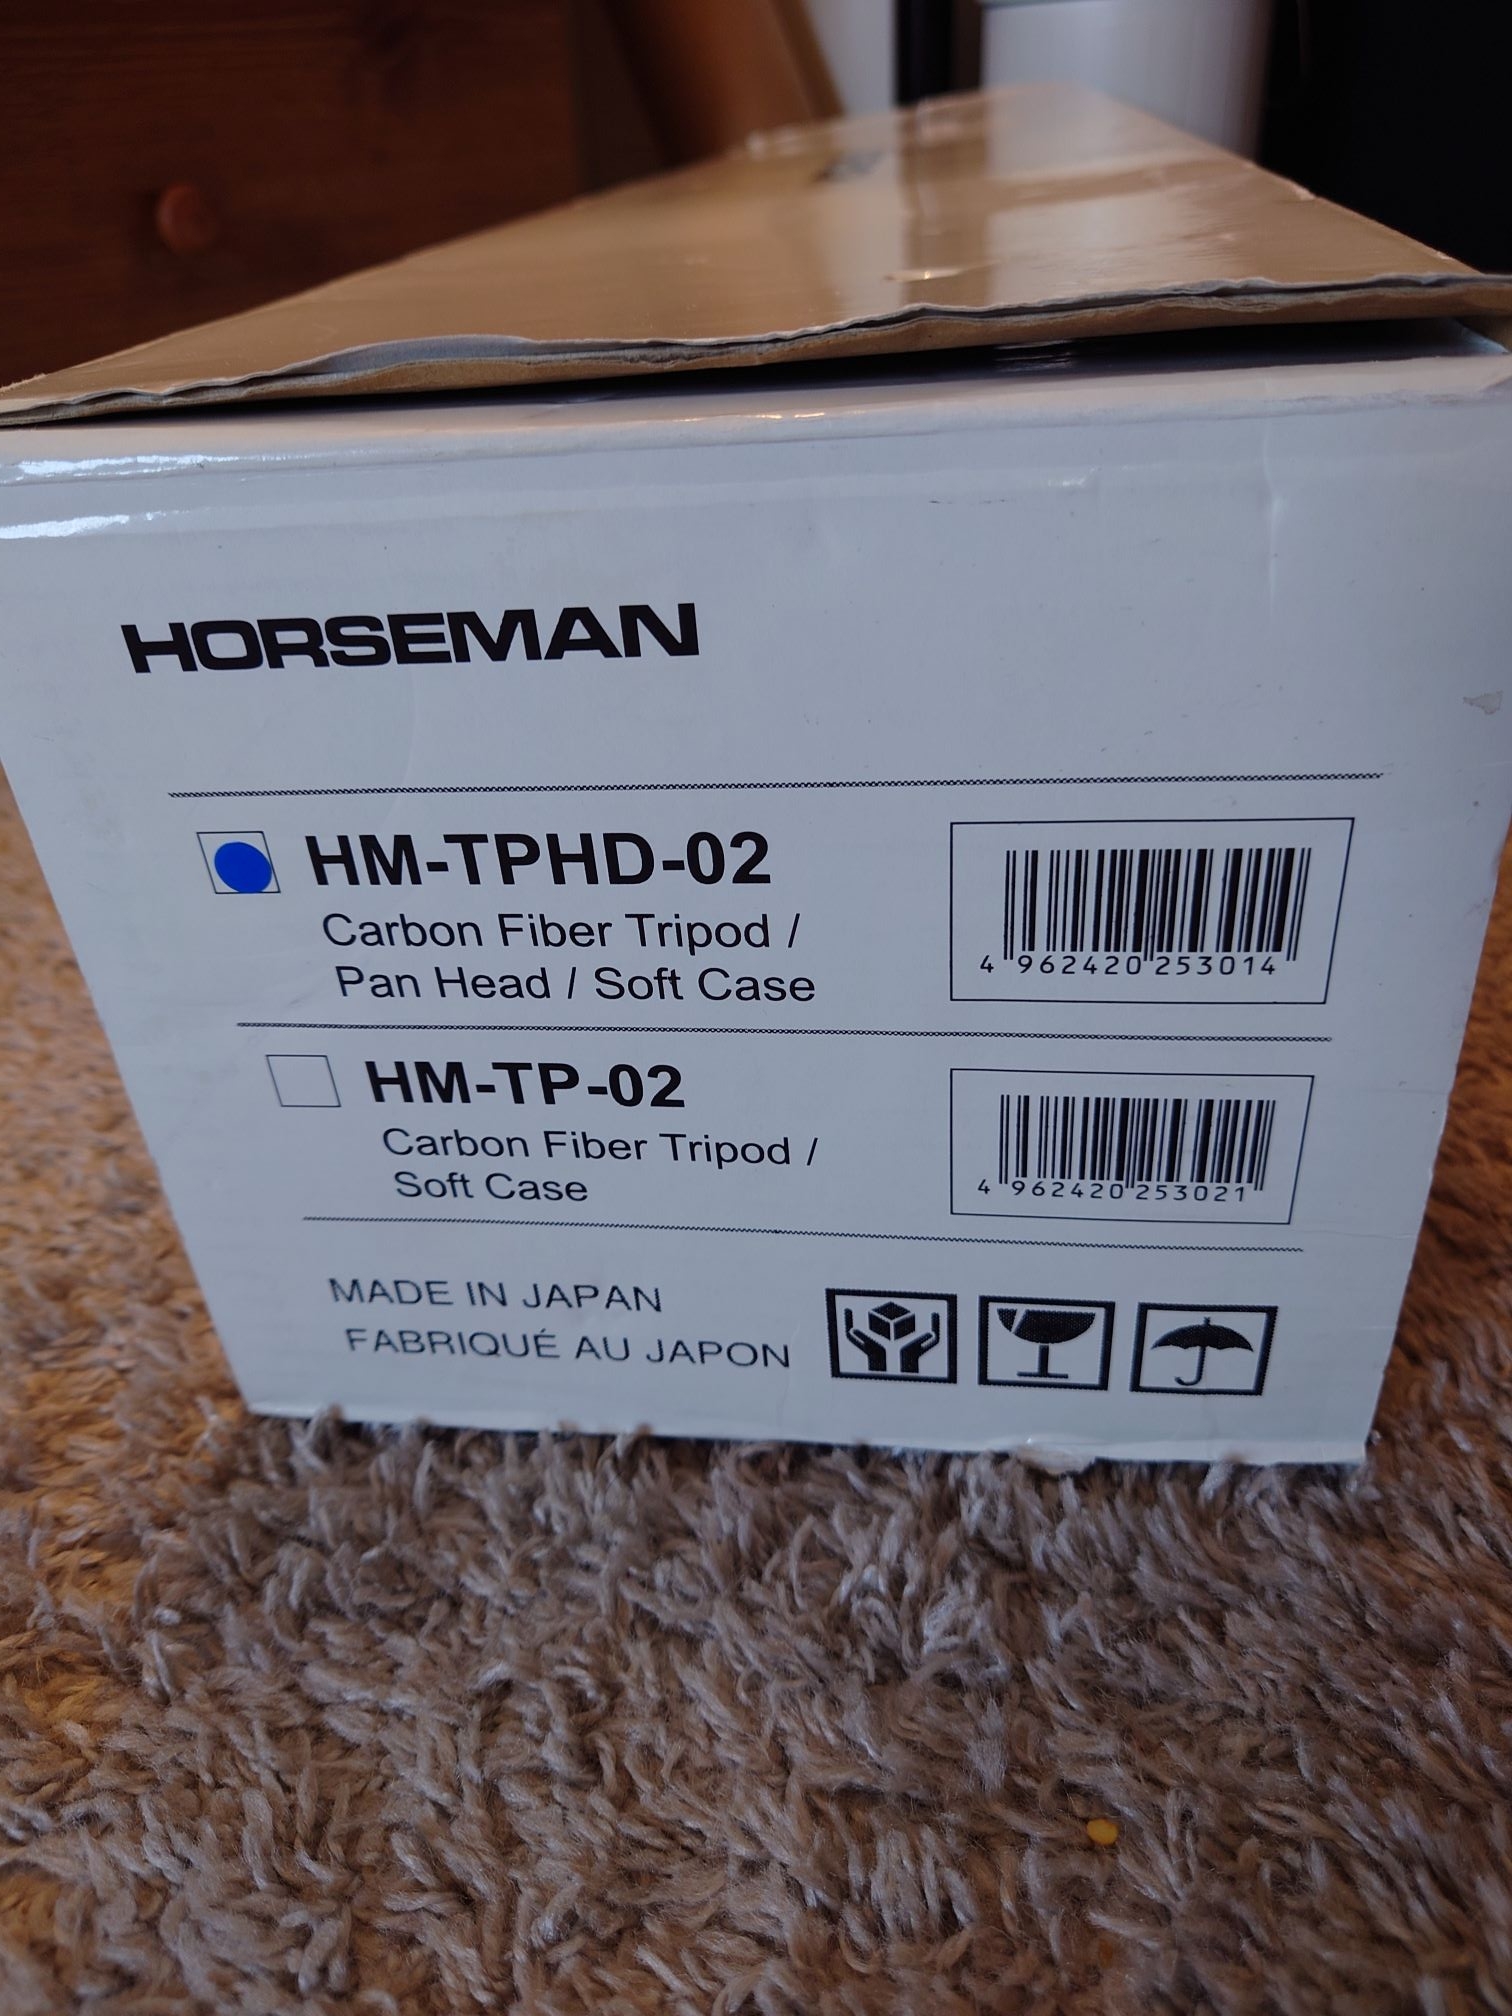 HORSEMAN
HM-TPHD-02
Carbon Fiber Tripod /
Pan Head / Soft Case
4 962420 253014
HM-TP-02
Carbon Fiber Tripod /
Soft Case
4 962420 253021
MADE IN JAPAN
FABRIQUÉ AU JAPON